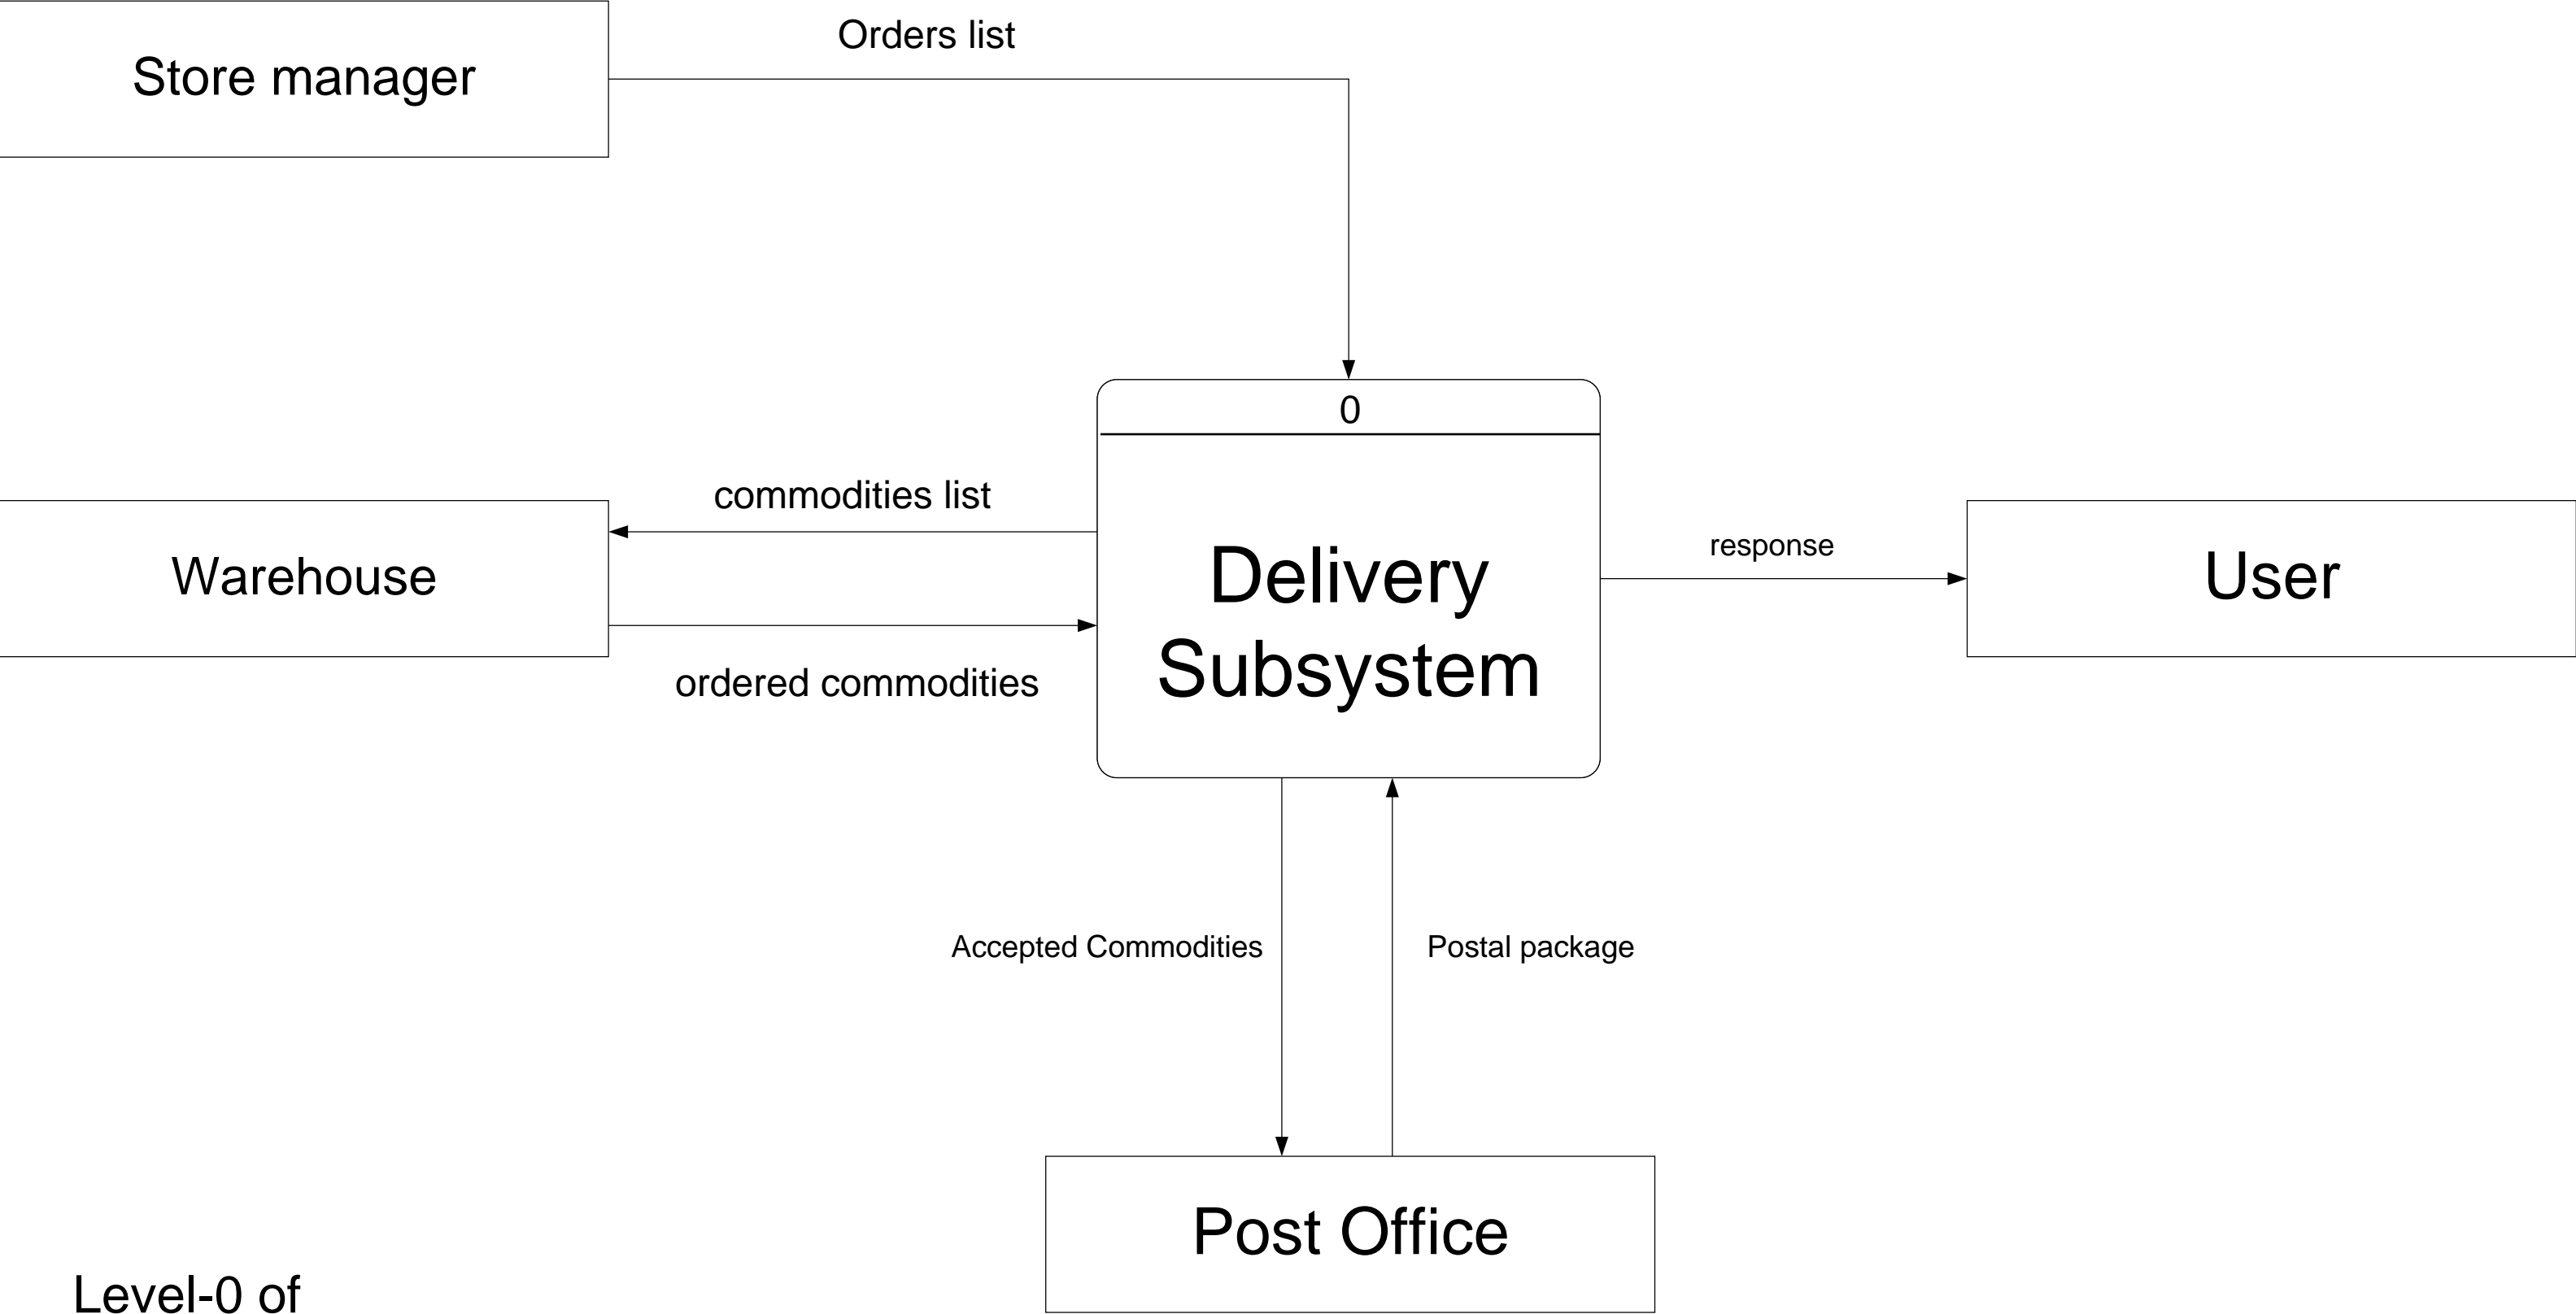 Orders list
Store manager
0
commodities list
response
Warehouse
Delivery
Subsystem
User
ordered commodities
Accepted Commodities
Postal package
Post Office
Level-0 of